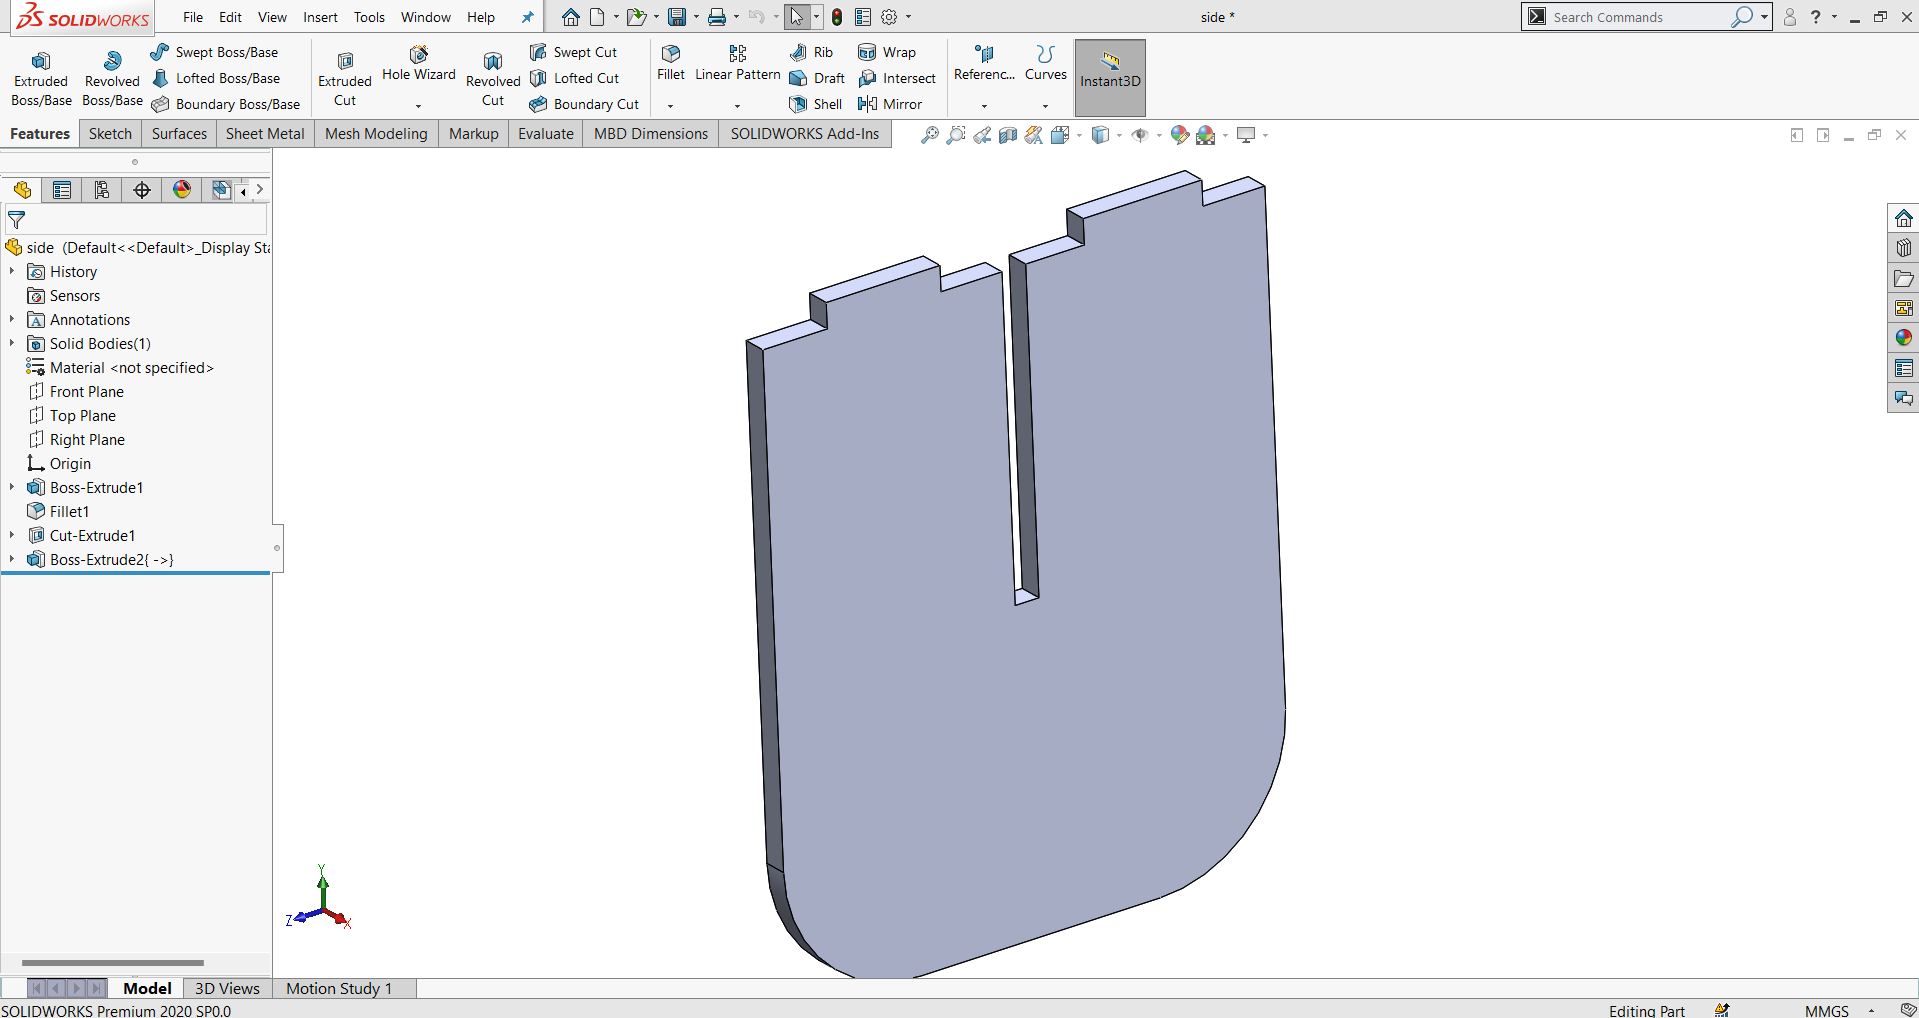 SOLIDWORKS File Edit View Insert Tools Window Help side * Search Commands ?
Extruded Boss/Base
Revolved Boss/Base
Swept Boss/Base
Lofted Boss/Base
Boundary Boss/Base
Extruded Cut
Hole Wizard
Revolved Cut
Swept Cut
Lofted Cut
Boundary Cut
Fillet
Linear Pattern
Rib
Draft
Shell
Wrap
Intersect
Mirror
Referenc...
Curves
Instant3D
Features Sketch Surfaces Sheet Metal Mesh Modeling Markup Evaluate MBD Dimensions SOLIDWORKS Add-Ins
side (Default<<Default>_Display Sta
History
Sensors
Annotations
Solid Bodies(1)
Material <not specified>
Front Plane
Top Plane
Right Plane
Origin
Boss-Extrude1
Fillet1
Cut-Extrude1
Boss-Extrude2{ ->}
Y
Z
X
Model 3D Views Motion Study 1
SOLIDWORKS Premium 2020 SP0.0 Editing Part MMGS